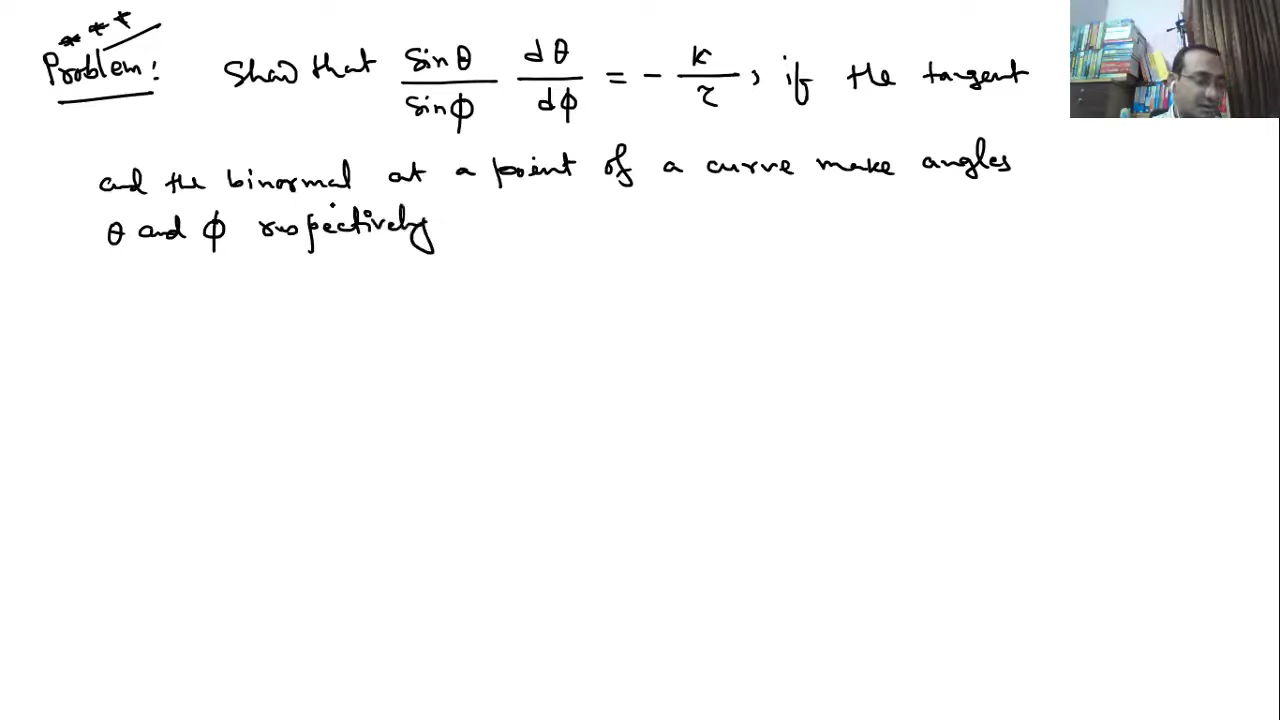 Problem: Show that sinθ/sinϕ dθ/dϕ = - κ/τ, if the tangent
and the binormal at a point of a curve make angles
θ and ϕ respectively